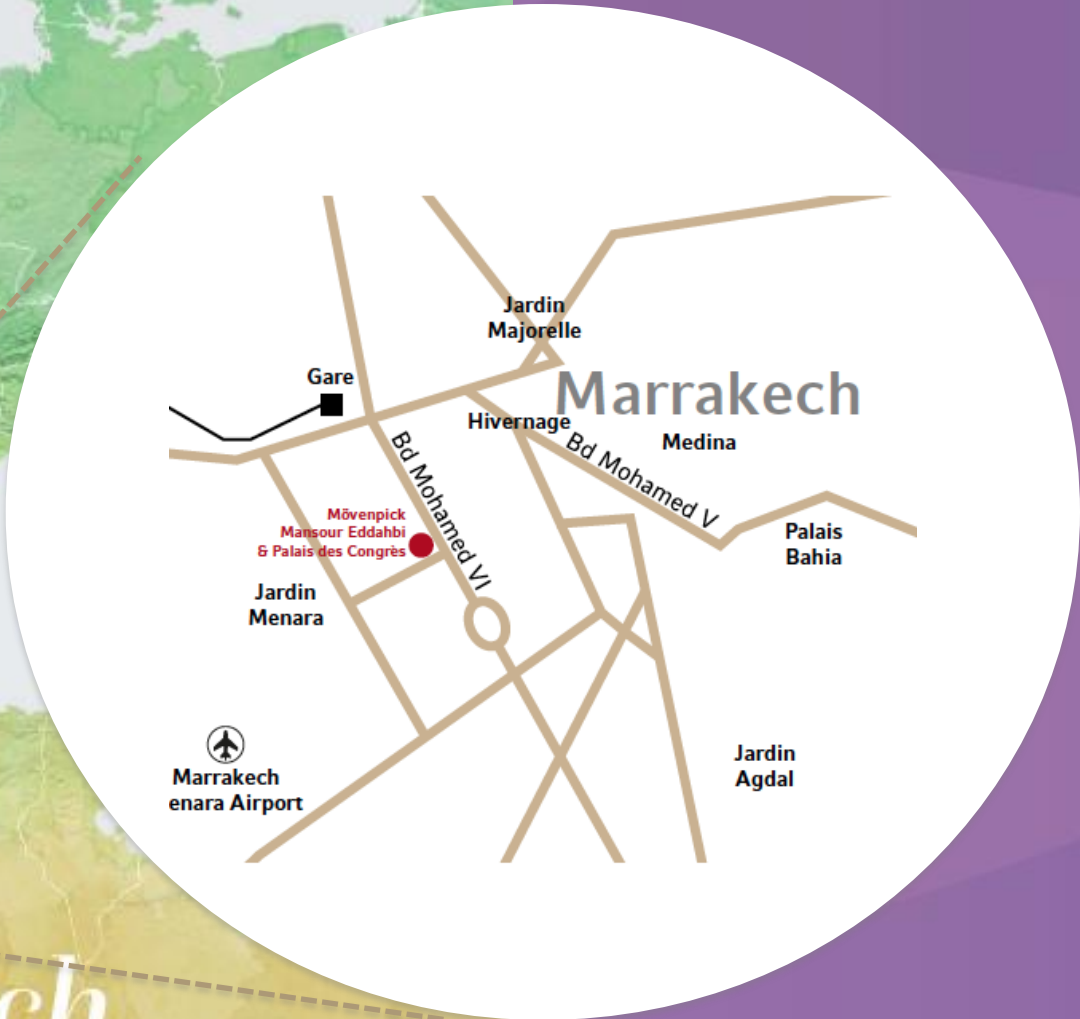 Jardin
Majorelle
Gare
Marrakech
Hivernage
Medina
Bd Mohamed V
Bd Mohamed VI
Mövenpick
Mansour Eddahbi
& Palais des Congrès
Palais
Bahia
Jardin
Menara
Jardin
Agdal
Marrakech
enara Airport
ch